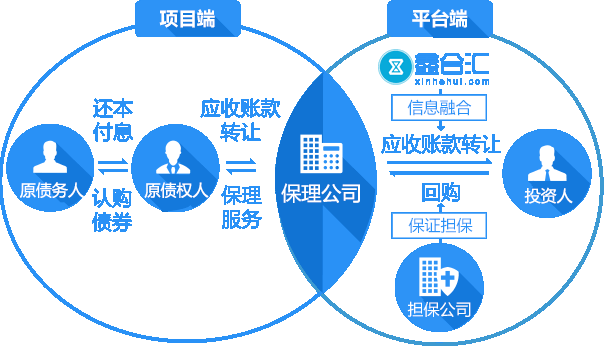 项目端
平台端
鑫合汇
xinhehui.com
信息融合
还本
付息
应收账款
转让
应收账款转让
原债务人
原债权人
保理公司
投资人
认购
债券
保理
服务
回购
保证担保
担保公司